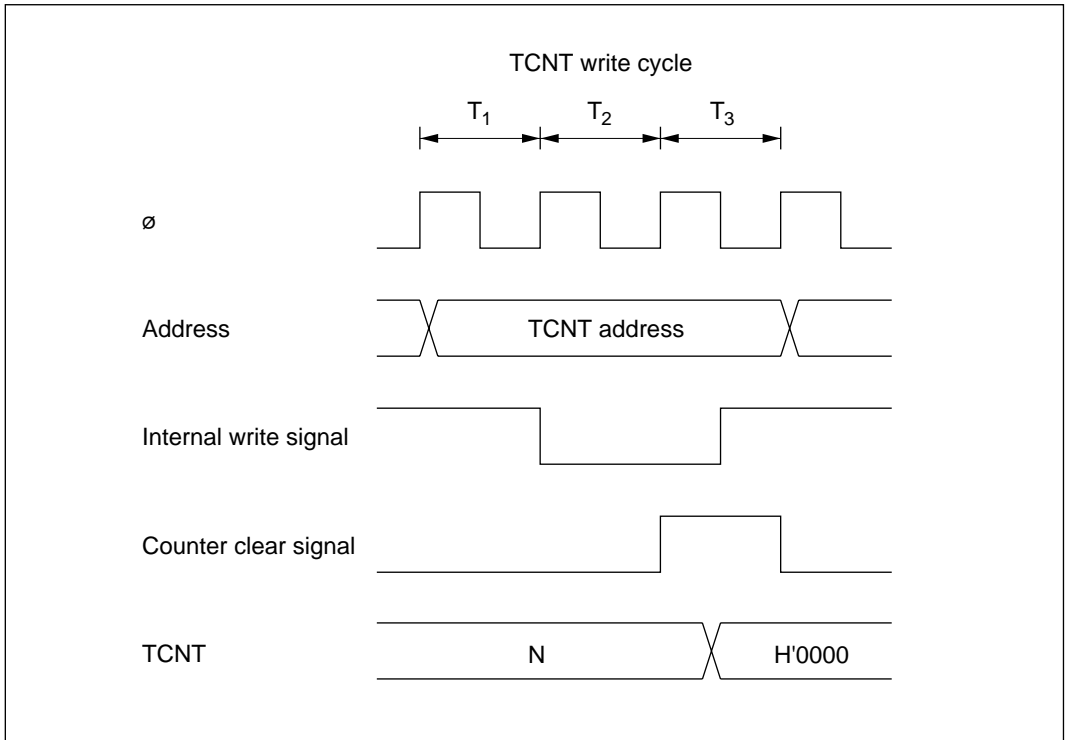 TCNT write cycle
T1 T2 T3
ø
Address TCNT address
Internal write signal
Counter clear signal
TCNT N H'0000